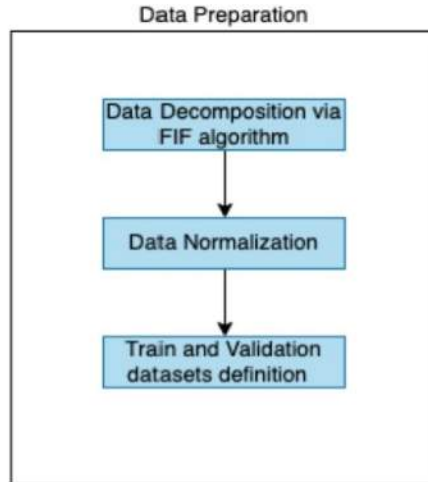 Data Preparation
Data Decomposition via
FIF algorithm
Data Normalization
Train and Validation
datasets definition